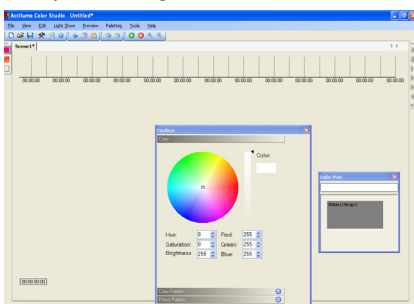 Actilume Color Studio - Untitled*
File View Edit Light Show Preview Palettes Tools Help
Scene1*
00:00.00 00:00.00 00:00.00 00:00.00 00:00.00 00:00.00 00:00.00 00:00.00 00:00.00 00:00.00 00:00.00
Color
Color:
Hue: 0 Red: 255
Saturation: 0 Green: 255
Brightness 255 Blue: 255
Color Palette
Effect Palette
Light Plan
00:00:00:00